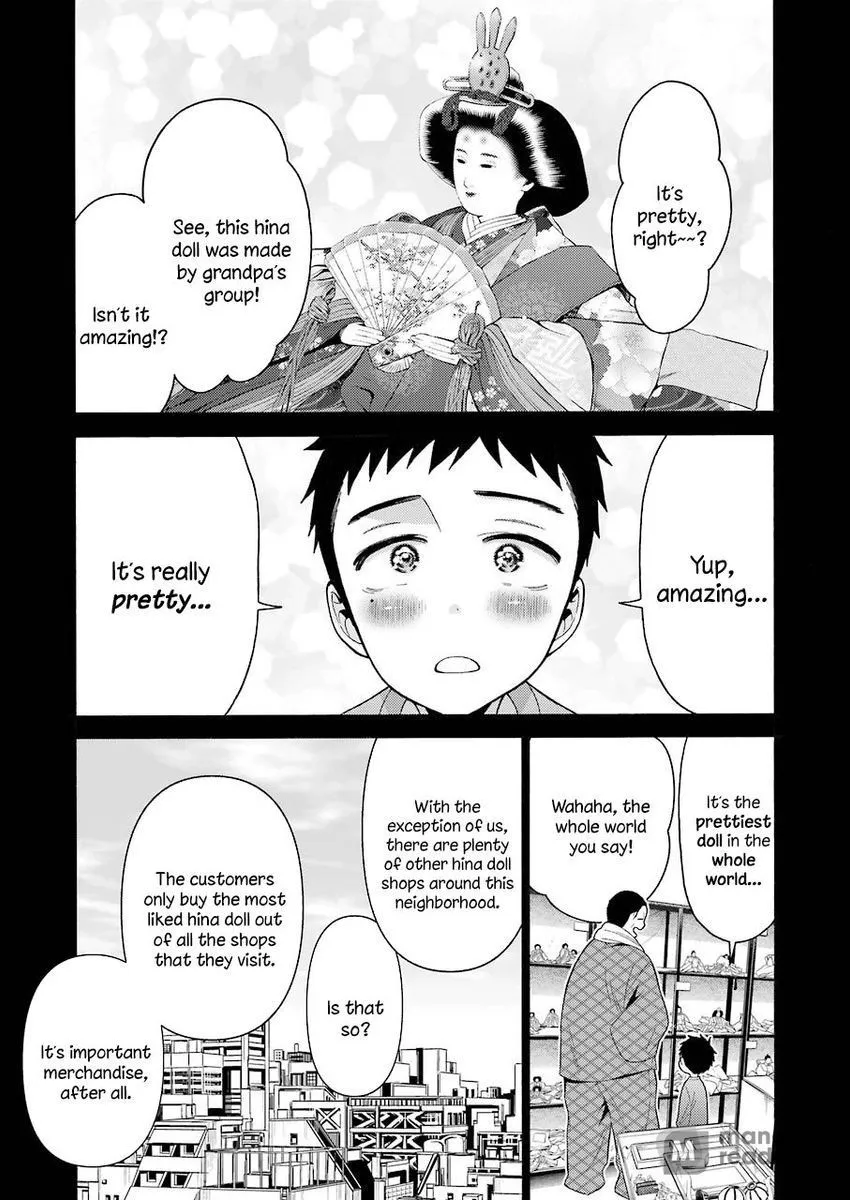 It's
pretty,
right~~?
See, this hina
doll was made
by grandpa's
group!
Isn't it
amazing!?
Yup,
amazing...
It's really
pretty...
It's the
prettiest
doll in the
whole
world...
Wahaha, the
whole world
you say!
With the
exception of us,
there are plenty
of other hina doll
shops around this
neighborhood.
Is that
so?
The customers
only buy the most
liked hina doll out
of all the shops
that they visit.
It's important
merchandise,
after all.
M
man
read